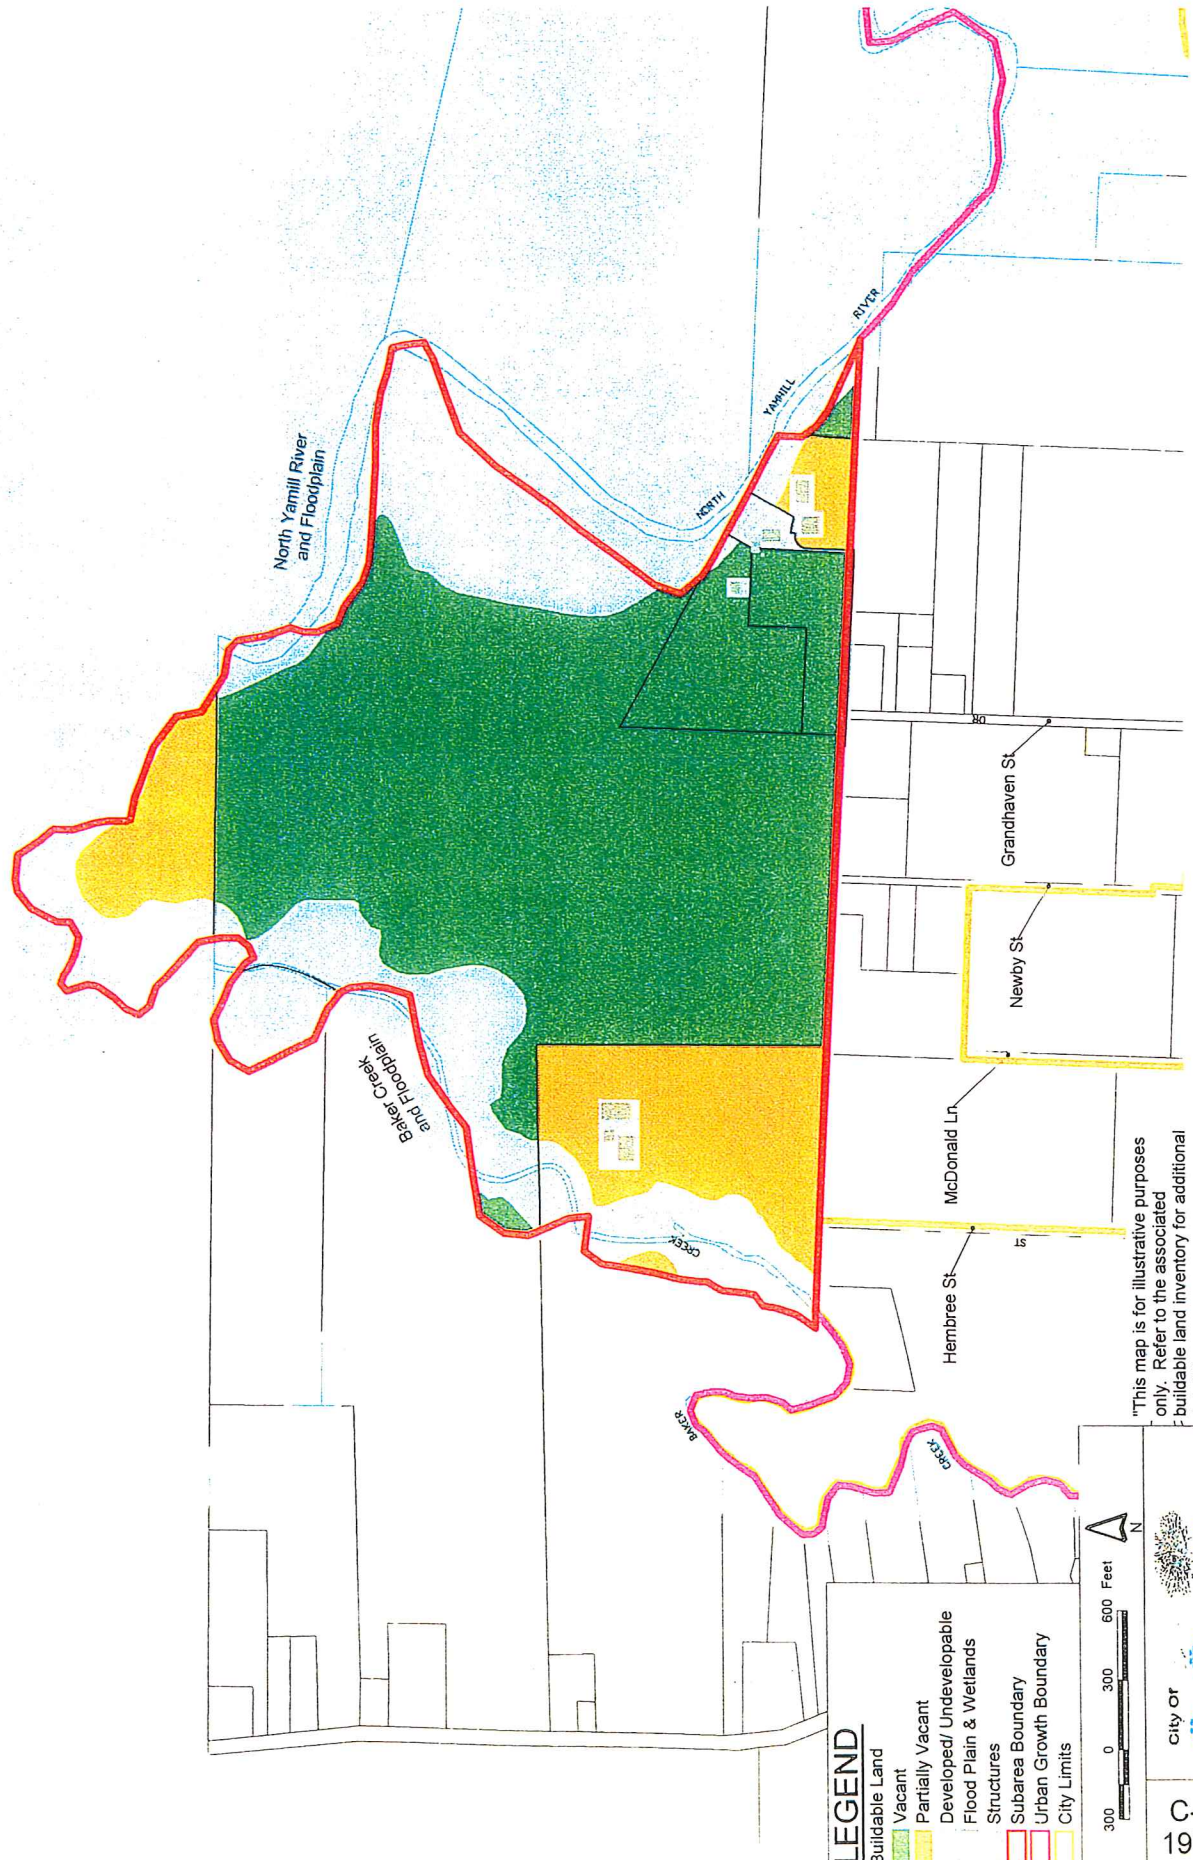 North Yamill River
and Floodplain
Baker Creek
and Floodplain
NORTH
YAMHILL
RIVER
CREEK
BAKER
CREEK
DR
ST
Grandhaven St
Newby St
McDonald Ln
Hembree St
"This map is for illustrative purposes
only. Refer to the associated
buildable land inventory for additional
LEGEND
Buildable Land
Vacant
Partially Vacant
Developed/ Undevelopable
Flood Plain & Wetlands
Structures
Subarea Boundary
Urban Growth Boundary
City Limits
300 0 300 600 Feet
N
City Of
C.
19